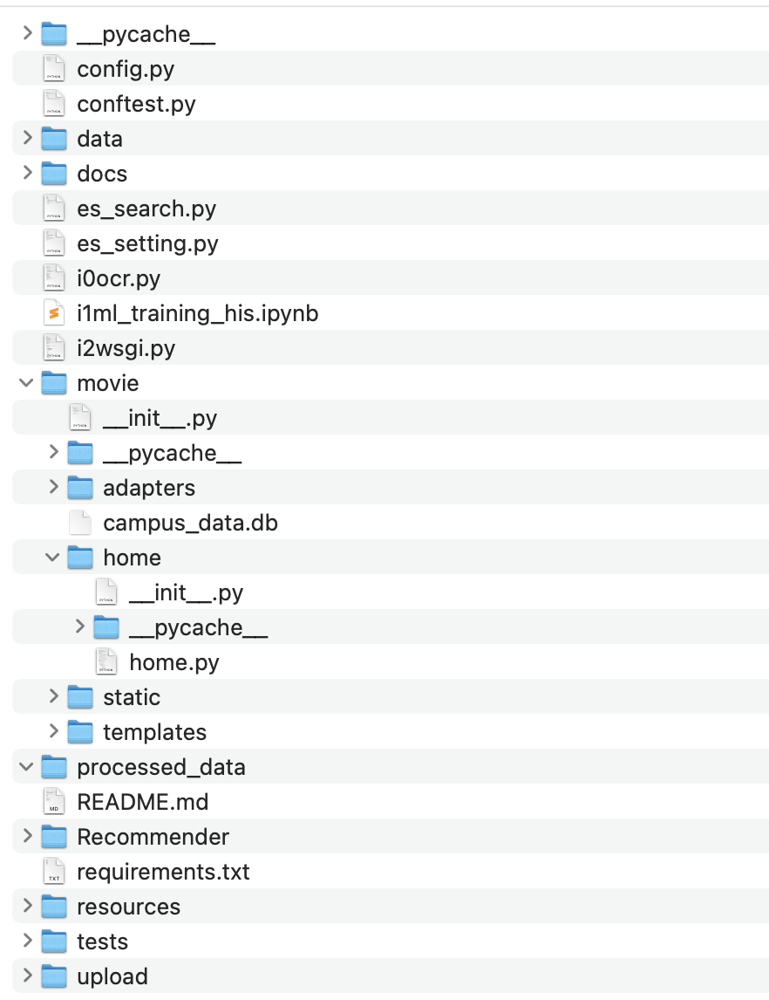 __pycache__
config.py
conftest.py
data
docs
es_search.py
es_setting.py
i0ocr.py
i1ml_training_his.ipynb
i2wsgi.py
movie
__init__.py
__pycache__
adapters
campus_data.db
home
__init__.py
__pycache__
home.py
static
templates
processed_data
README.md
Recommender
requirements.txt
resources
tests
upload